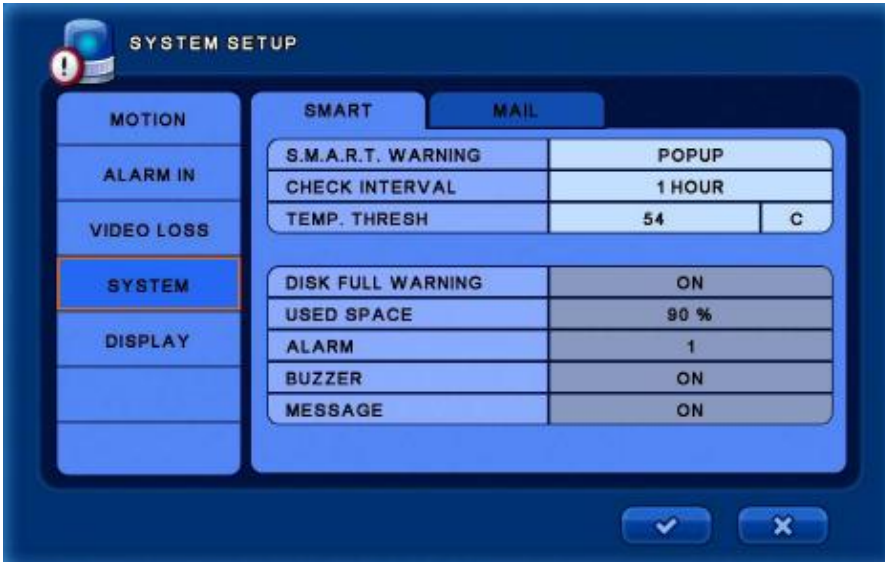 SYSTEM SETUP
MOTION
ALARM IN
VIDEO LOSS
SYSTEM
DISPLAY
SMART MAIL
S.M.A.R.T. WARNING POPUP
CHECK INTERVAL 1 HOUR
TEMP. THRESH 54 C
DISK FULL WARNING ON
USED SPACE 90 %
ALARM 1
BUZZER ON
MESSAGE ON